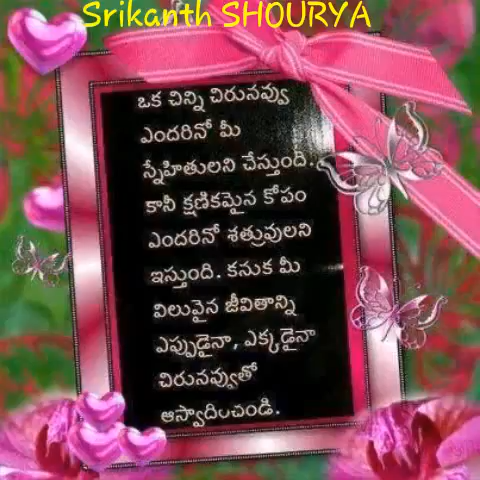 Srikanth SHOURYA
ఒక చిన్ని చిరునవ్వు
ఎందరినో మీ
స్నేహితులని చేస్తుంది..
కానీ క్షణికమైన కోపం
ఎందరినో శత్రువులని
ఇస్తుంది. కనుక మీ
విలువైన జీవితాన్ని
ఎప్పుడైనా, ఎక్కడైనా
చిరునవ్వుతో
ఆస్వాదించండి.